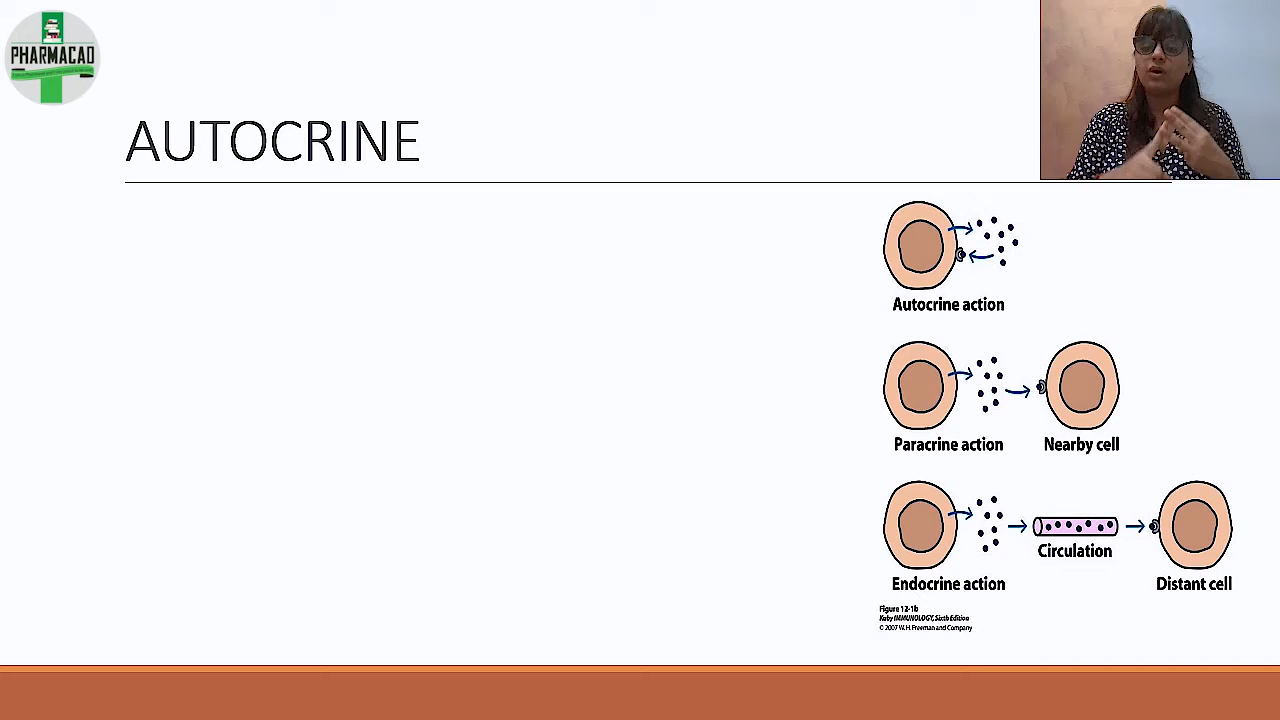 PHARMACAD
AUTOCRINE
Autocrine action
Paracrine action
Nearby cell
Circulation
Endocrine action
Distant cell
Figure 12-1b
Kuby IMMUNOLOGY, Sixth Edition
© 2007 W. H. Freeman and Company